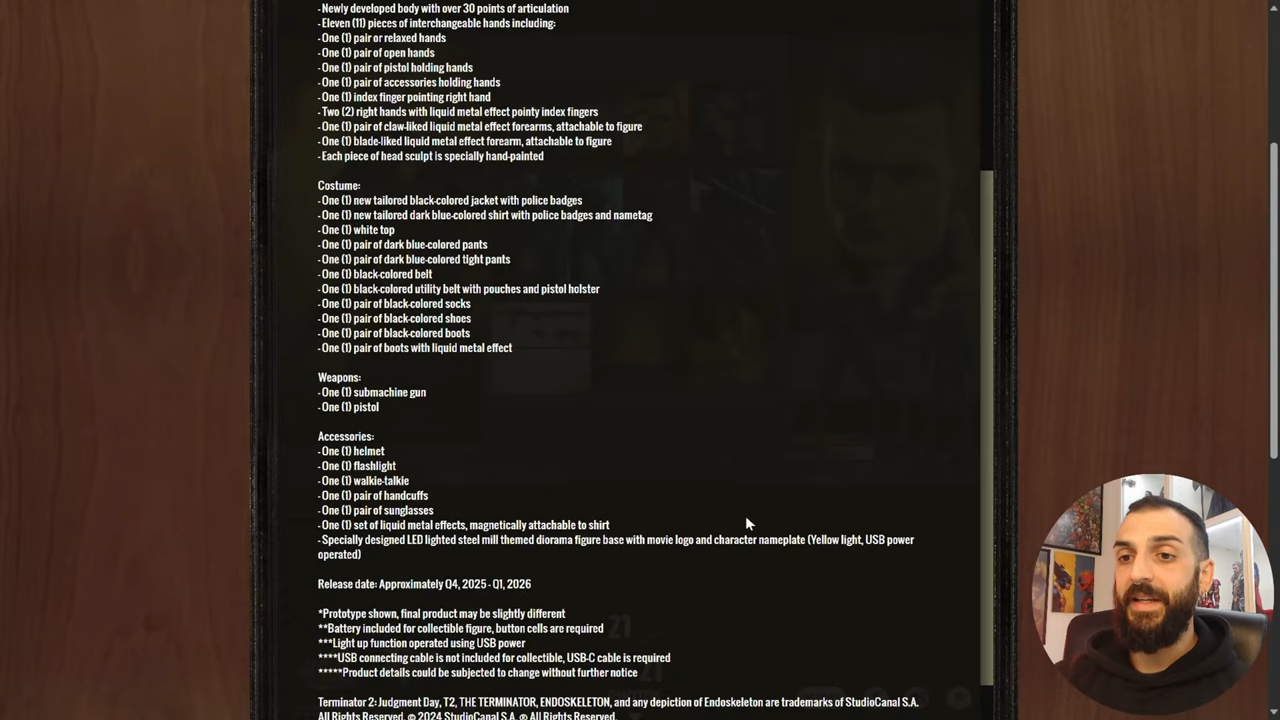 - Newly developed body with over 30 points of articulation
- Eleven (11) pieces of interchangeable hands including:
- One (1) pair or relaxed hands
- One (1) pair of open hands
- One (1) pair of pistol holding hands
- One (1) pair of accessories holding hands
- One (1) index finger pointing right hand
- Two (2) right hands with liquid metal effect pointy index fingers
- One (1) pair of claw-liked liquid metal effect forearms, attachable to figure
- One (1) blade-liked liquid metal effect forearm, attachable to figure
- Each piece of head sculpt is specially hand-painted
Costume:
- One (1) new tailored black-colored jacket with police badges
- One (1) new tailored dark blue-colored shirt with police badges and nametag
- One (1) white top
- One (1) pair of dark blue-colored pants
- One (1) pair of dark blue-colored tight pants
- One (1) black-colored belt
- One (1) black-colored utility belt with pouches and pistol holster
- One (1) pair of black-colored socks
- One (1) pair of black-colored shoes
- One (1) pair of black-colored boots
- One (1) pair of boots with liquid metal effect
Weapons:
- One (1) submachine gun
- One (1) pistol
Accessories:
- One (1) helmet
- One (1) flashlight
- One (1) walkie-talkie
- One (1) pair of handcuffs
- One (1) pair of sunglasses
- One (1) set of liquid metal effects, magnetically attachable to shirt
- Specially designed LED lighted steel mill themed diorama figure base with movie logo and character nameplate (Yellow light, USB power
operated)
Release date: Approximately Q4, 2025 - Q1, 2026
*Prototype shown, final product may be slightly different
**Battery included for collectible figure, button cells are required
***Light up function operated using USB power
****USB connecting cable is not included for collectible, USB-C cable is required
*****Product details could be subjected to change without further notice
Terminator 2: Judgment Day, T2, THE TERMINATOR, ENDOSKELETON, and any depiction of Endoskeleton are trademarks of StudioCanal S.A.
All Rights Reserved. © 2024 StudioCanal S.A. ® All Rights Reserved.